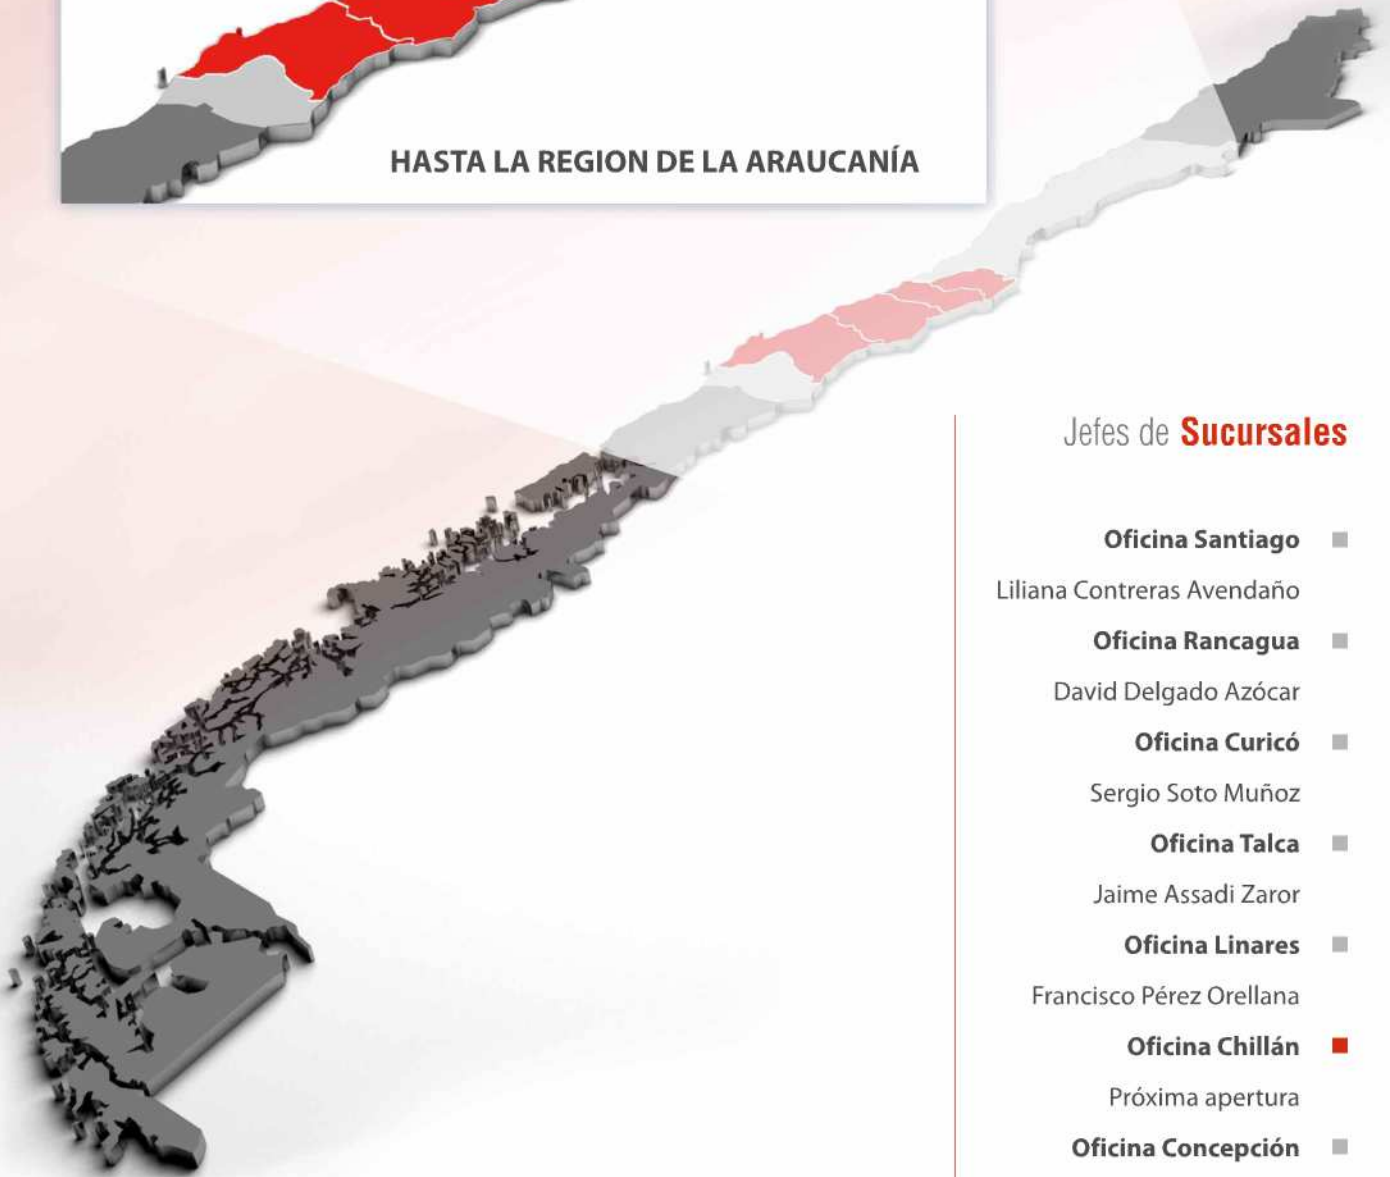 HASTA LA REGION DE LA ARAUCANÍA
Jefes de Sucursales
Oficina Santiago
Liliana Contreras Avendaño
Oficina Rancagua
David Delgado Azócar
Oficina Curicó
Sergio Soto Muñoz
Oficina Talca
Jaime Assadi Zaror
Oficina Linares
Francisco Pérez Orellana
Oficina Chillán
Próxima apertura
Oficina Concepción